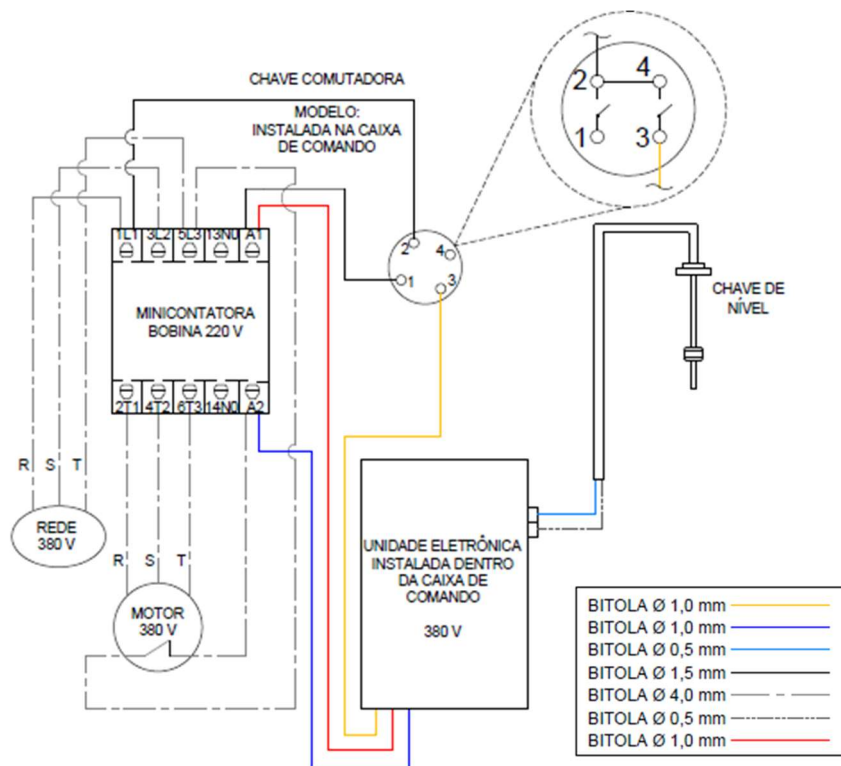 CHAVE COMUTADORA
MODELO:
INSTALADA NA CAIXA
DE COMANDO
2 4
1 3
1L1 3L2 5L3 13N0 A1
2
4
1
3
MINICONTATORA
BOBINA 220 V
CHAVE DE
NÍVEL
2T1 4T2 6T3 14N0 A2
R S T
REDE
380 V
R S T
MOTOR
380 V
UNIDADE ELETRÔNICA
INSTALADA DENTRO
DA CAIXA DE
COMANDO
380 V
BITOLA Ø 1,0 mm
BITOLA Ø 1,0 mm
BITOLA Ø 0,5 mm
BITOLA Ø 1,5 mm
BITOLA Ø 4,0 mm
BITOLA Ø 0,5 mm
BITOLA Ø 1,0 mm